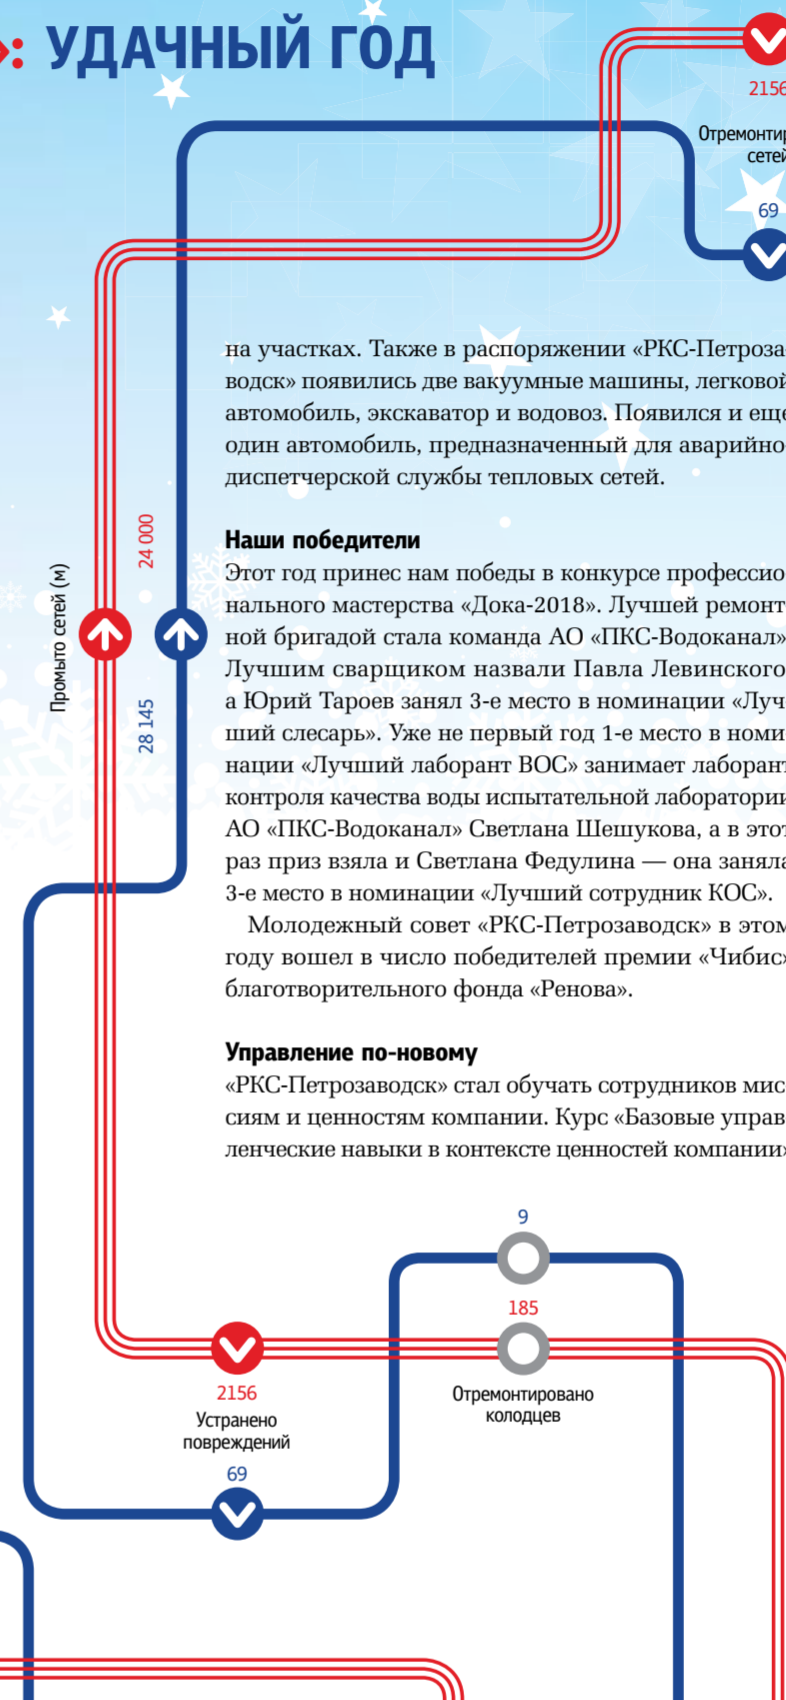 »: УДАЧНЫЙ ГОД
2156
Отремонтир
сетей
69
на участках. Также в распоряжении «РКС-Петроза-
водск» появились две вакуумные машины, легковой
автомобиль, экскаватор и водовоз. Появился и еще
один автомобиль, предназначенный для аварийно-
диспетчерской службы тепловых сетей.
24 000
Промыто сетей (м)
28 145
Наши победители
Этот год принес нам победы в конкурсе профессио-
нального мастерства «Дока-2018». Лучшей ремонт-
ной бригадой стала команда АО «ПКС-Водоканал»
Лучшим сварщиком назвали Павла Левинского,
а Юрий Тароев занял 3-е место в номинации «Луч-
ший слесарь». Уже не первый год 1-е место в номи-
нации «Лучший лаборант ВОС» занимает лаборант
контроля качества воды испытательной лаборатории
АО «ПКС-Водоканал» Светлана Шешукова, а в этот
раз приз взяла и Светлана Федулина — она заняла
3-е место в номинации «Лучший сотрудник КОС».
Молодежный совет «РКС-Петрозаводск» в этом
году вошел в число победителей премии «Чибис»
благотворительного фонда «Ренова».
Управление по-новому
«РКС-Петрозаводск» стал обучать сотрудников мис-
сиям и ценностям компании. Курс «Базовые управ-
ленческие навыки в контексте ценностей компании»
9
185
Отремонтировано
колодцев
2156
Устранено
повреждений
69